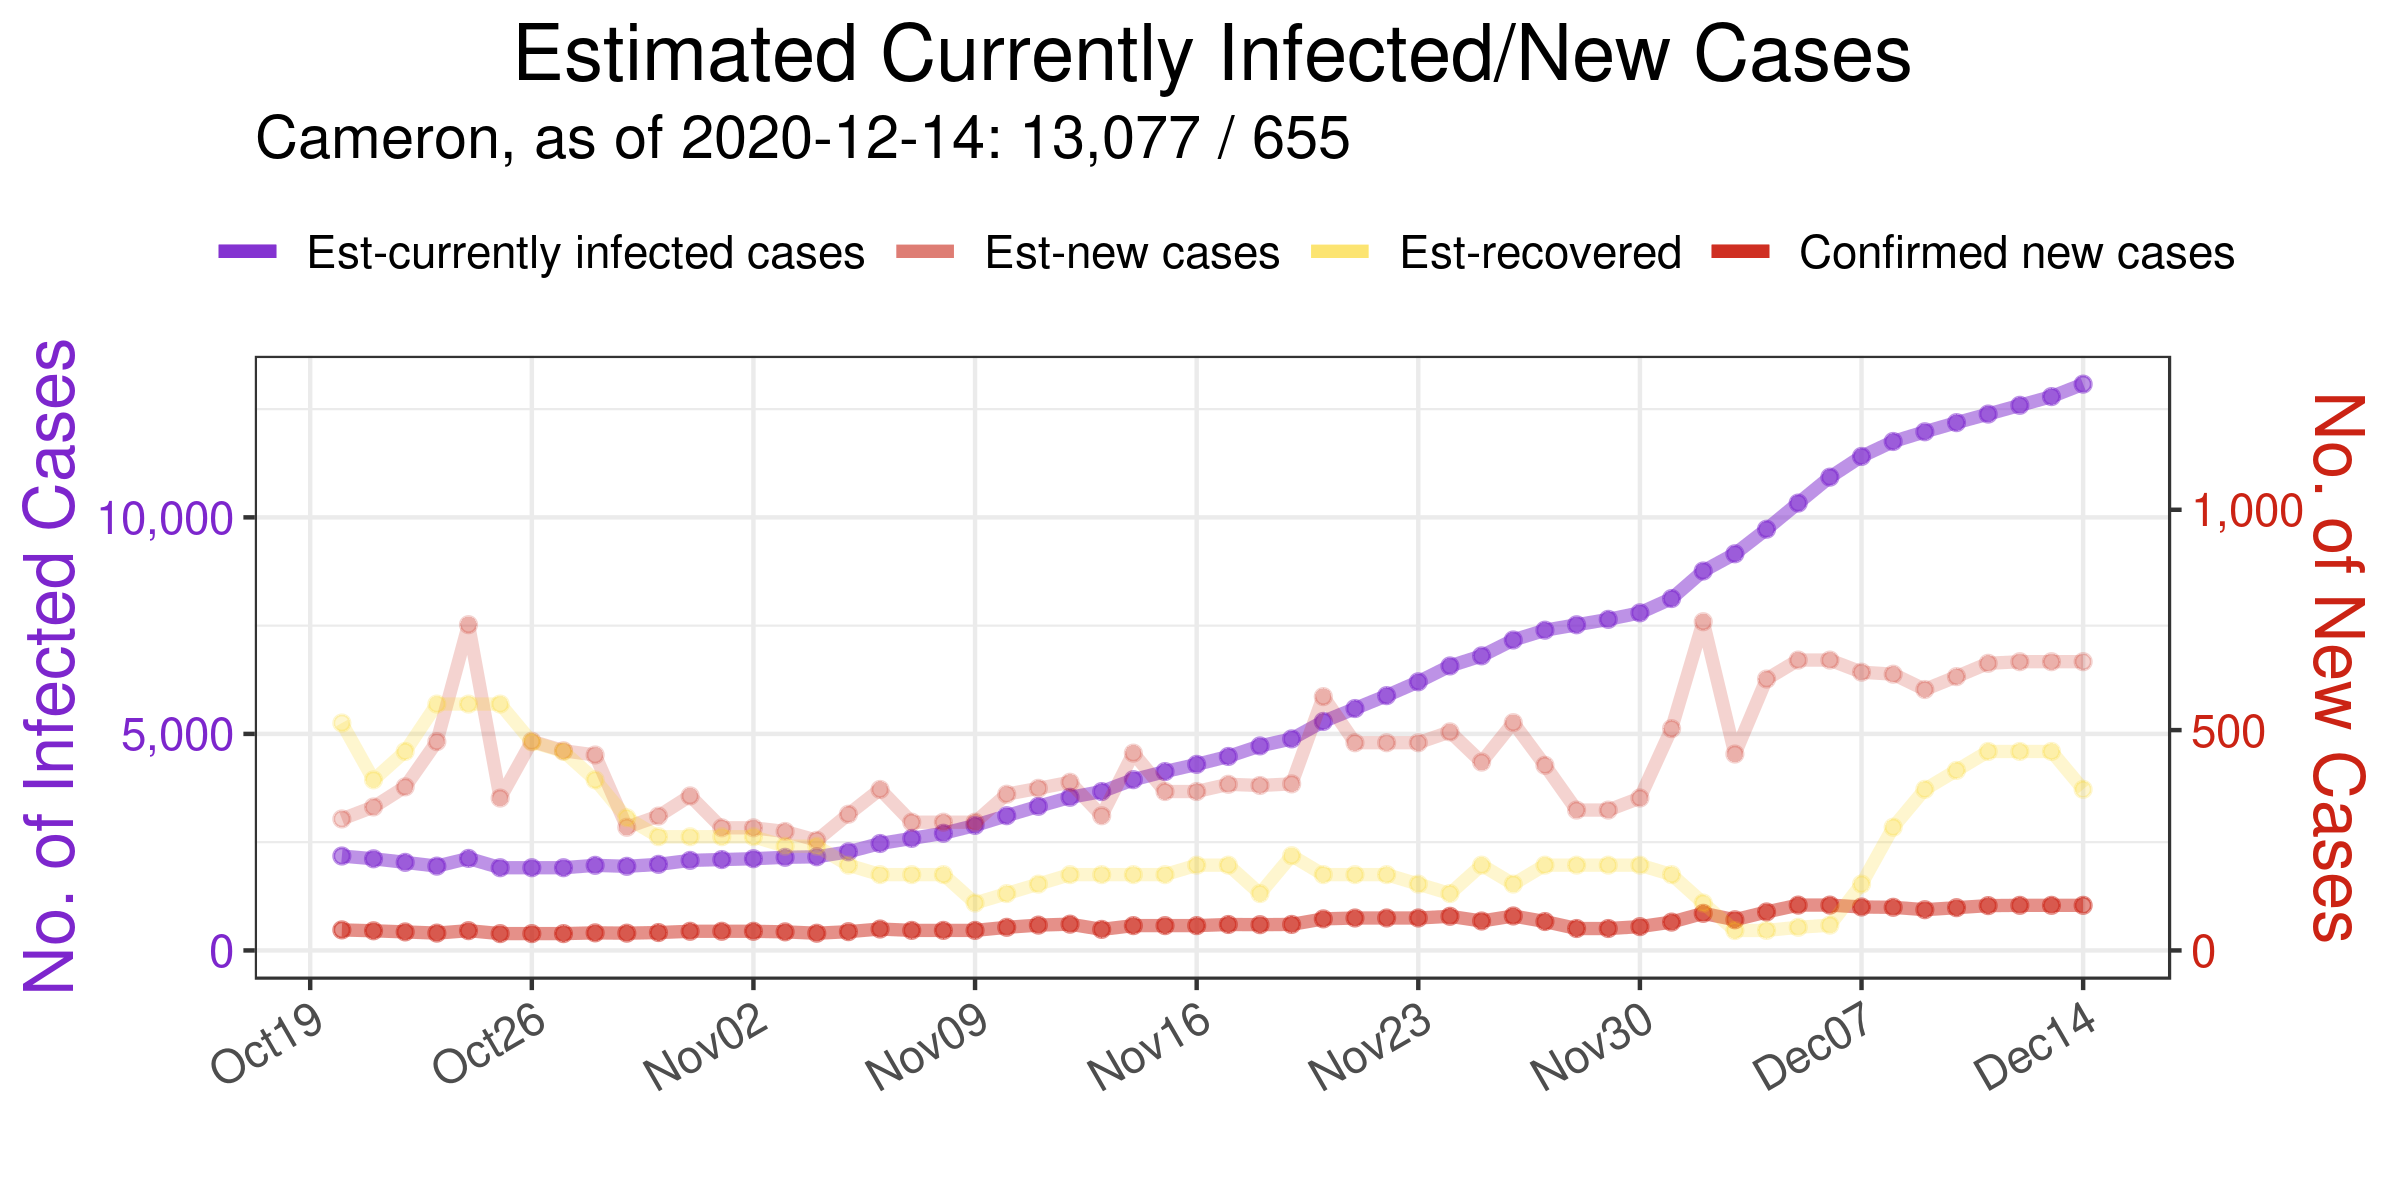 Estimated Currently Infected/New Cases
Cameron, as of 2020-12-14: 13,077 / 655
Est-currently infected cases Est-new cases Est-recovered Confirmed new cases
No. of Infected Cases
10,000
5,000
0
1,000
500
0
No. of New Cases
Oct19 Oct26 Nov02 Nov09 Nov16 Nov23 Nov30 Dec07 Dec14